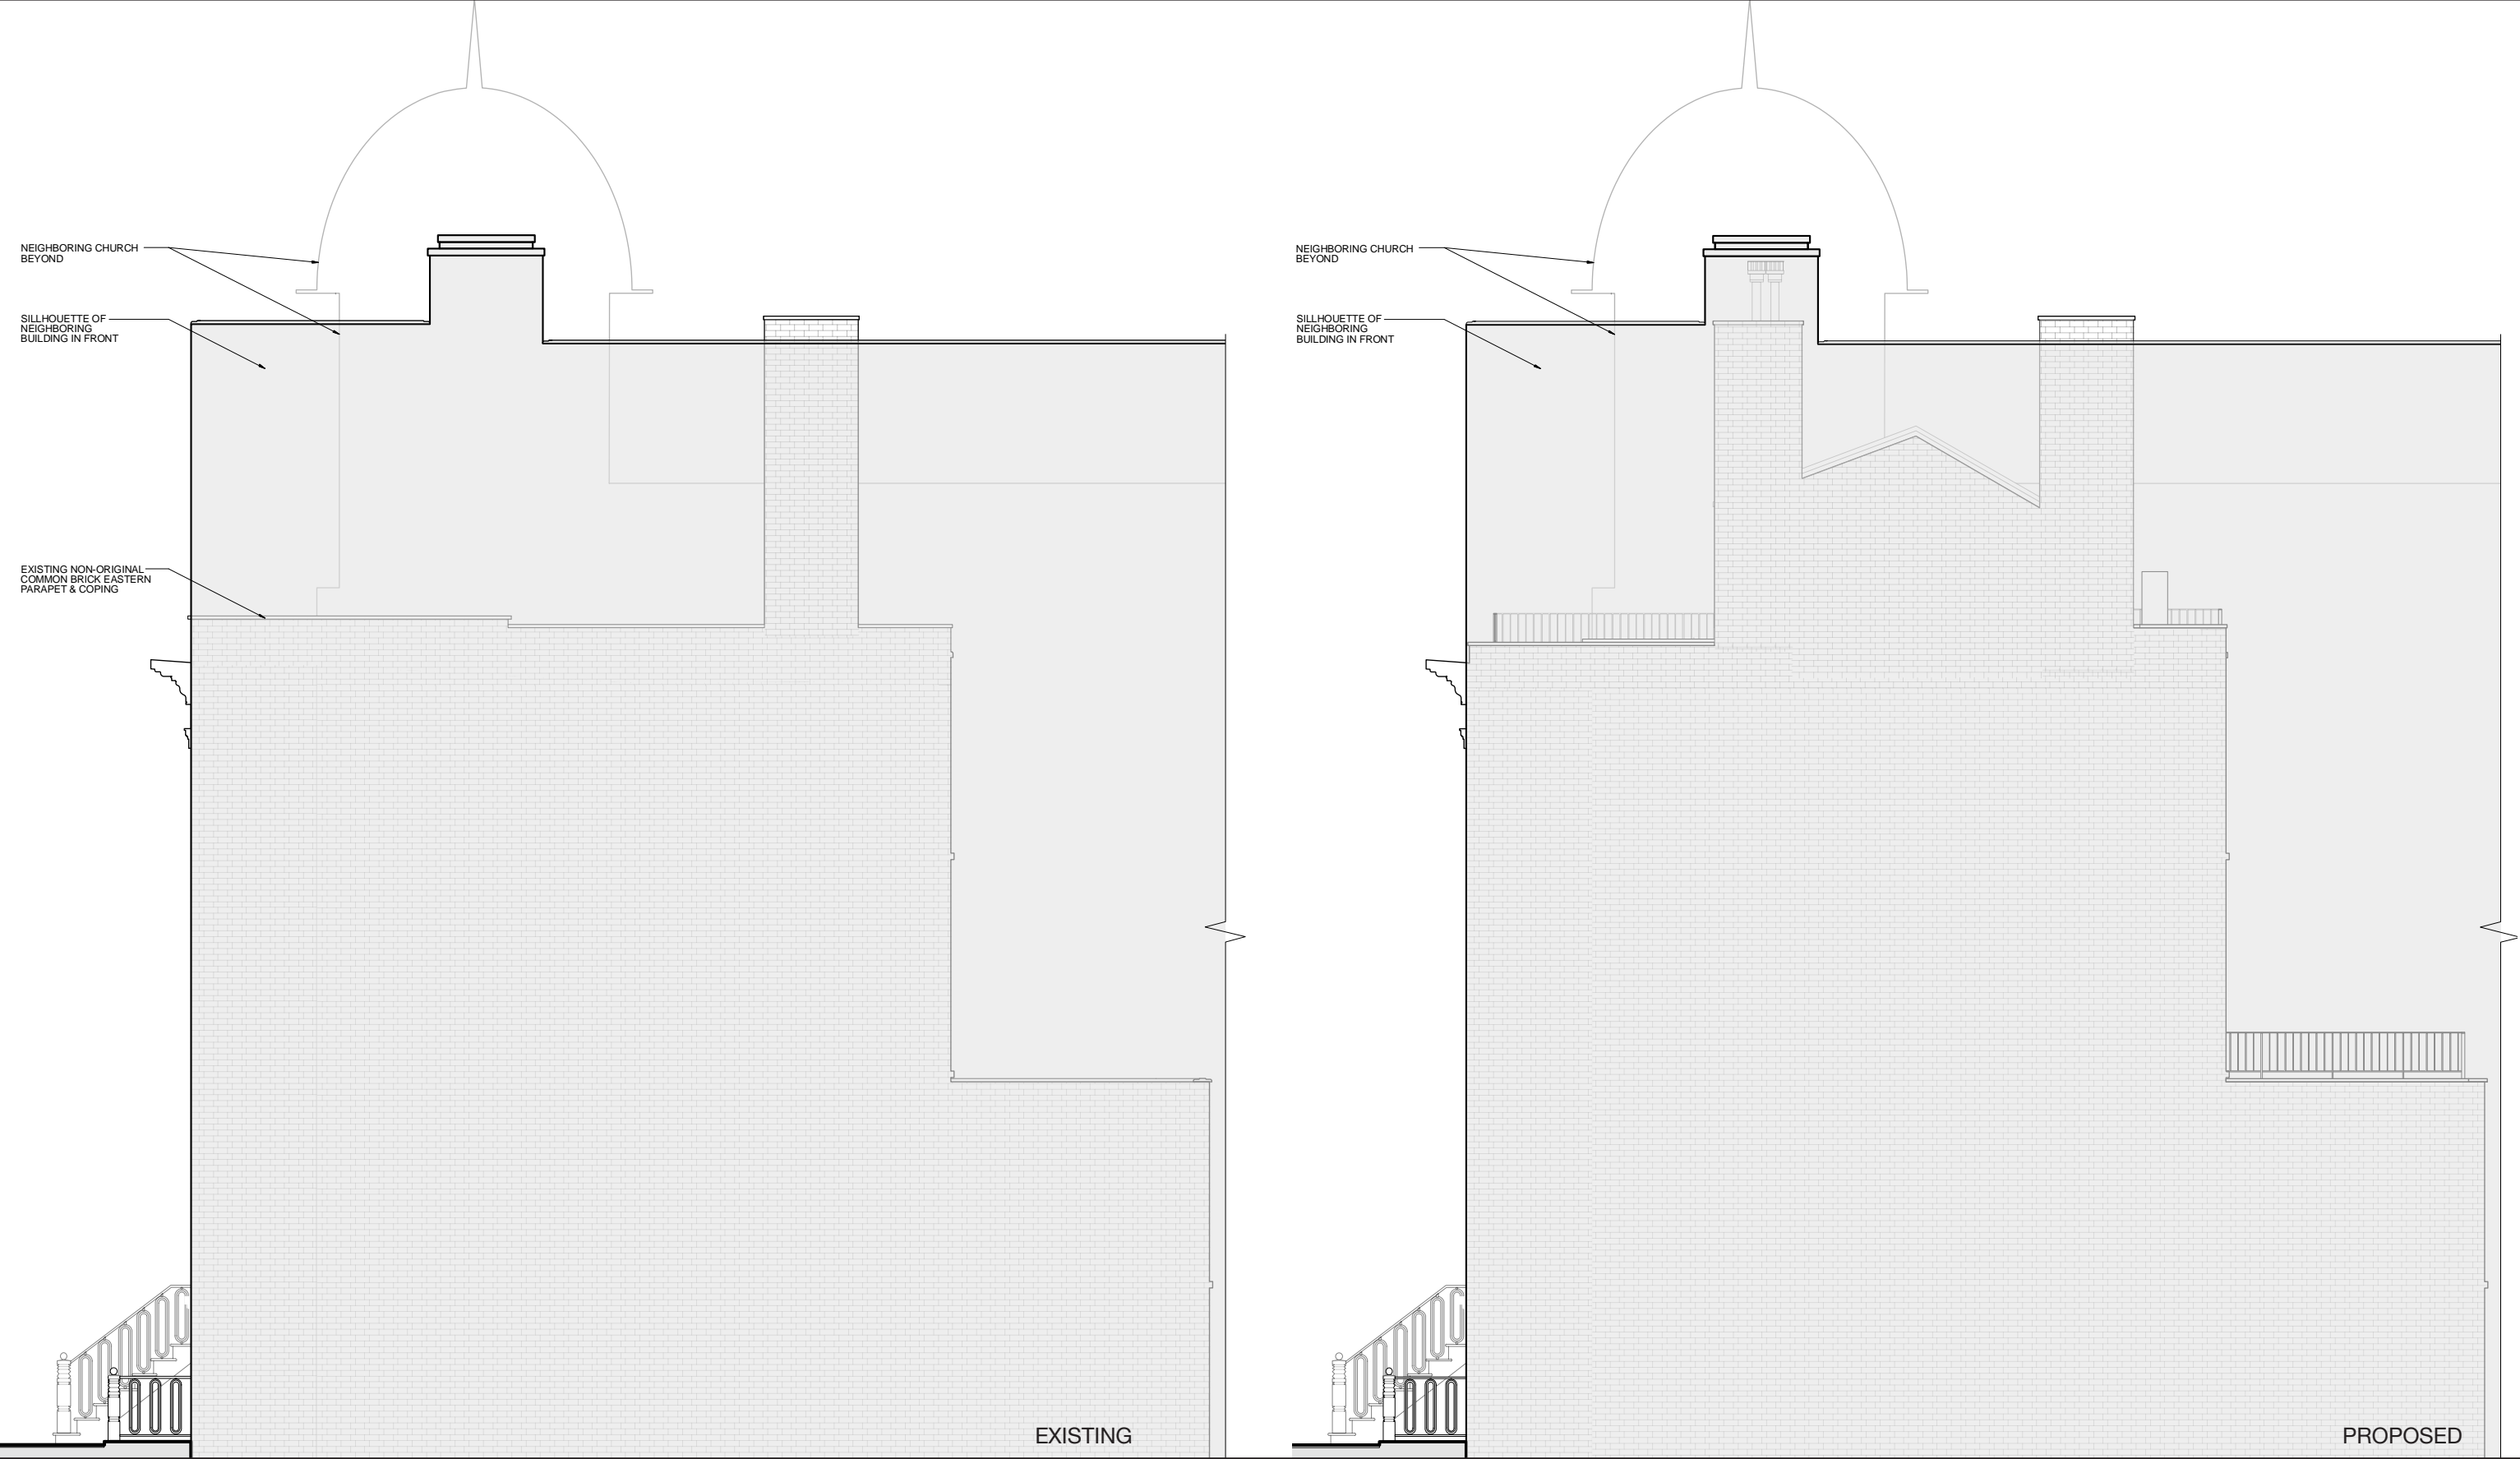 NEIGHBORING CHURCH
BEYOND
SILLHOUETTE OF
NEIGHBORING
BUILDING IN FRONT
EXISTING NON-ORIGINAL
COMMON BRICK EASTERN
PARAPET & COPING
EXISTING
NEIGHBORING CHURCH
BEYOND
SILLHOUETTE OF
NEIGHBORING
BUILDING IN FRONT
PROPOSED